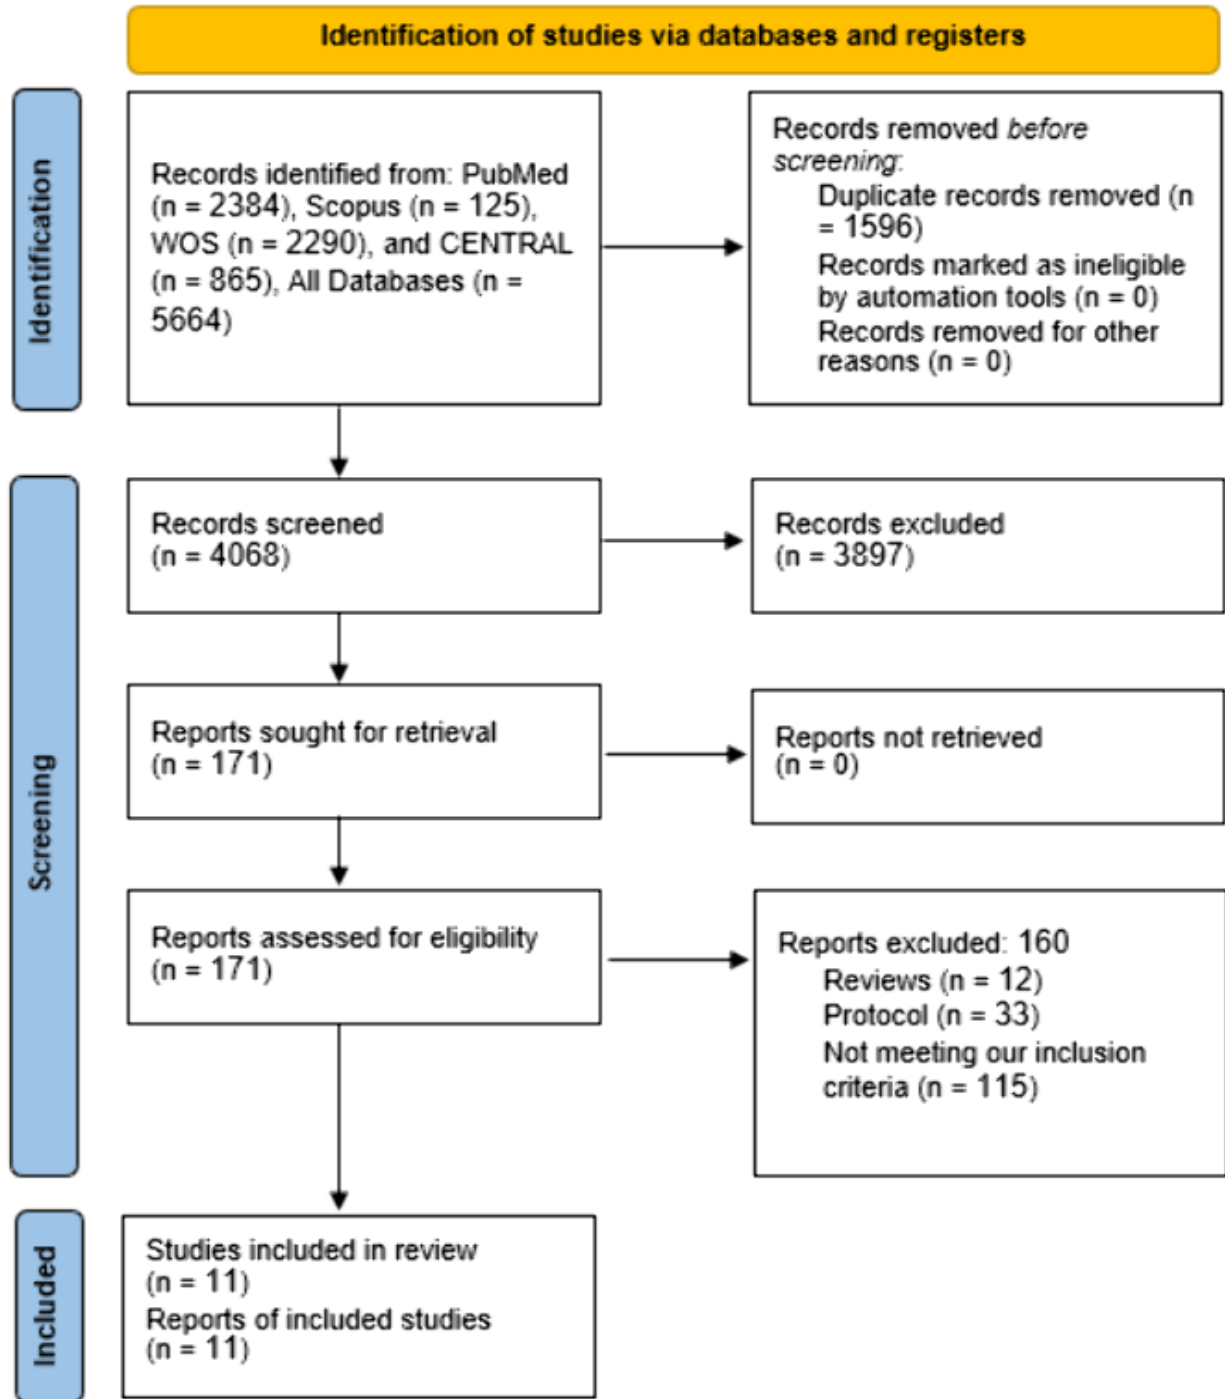 Identification of studies via databases and registers
Identification
Records identified from: PubMed
(n = 2384), Scopus (n = 125),
WOS (n = 2290), and CENTRAL
(n = 865), All Databases (n =
5664)
Records removed before
screening:
Duplicate records removed (n
= 1596)
Records marked as ineligible
by automation tools (n = 0)
Records removed for other
reasons (n = 0)
Screening
Records screened
(n = 4068)
Records excluded
(n = 3897)
Reports sought for retrieval
(n = 171)
Reports not retrieved
(n = 0)
Reports assessed for eligibility
(n = 171)
Reports excluded: 160
Reviews (n = 12)
Protocol (n = 33)
Not meeting our inclusion
criteria (n = 115)
Included
Studies included in review
(n = 11)
Reports of included studies
(n = 11)